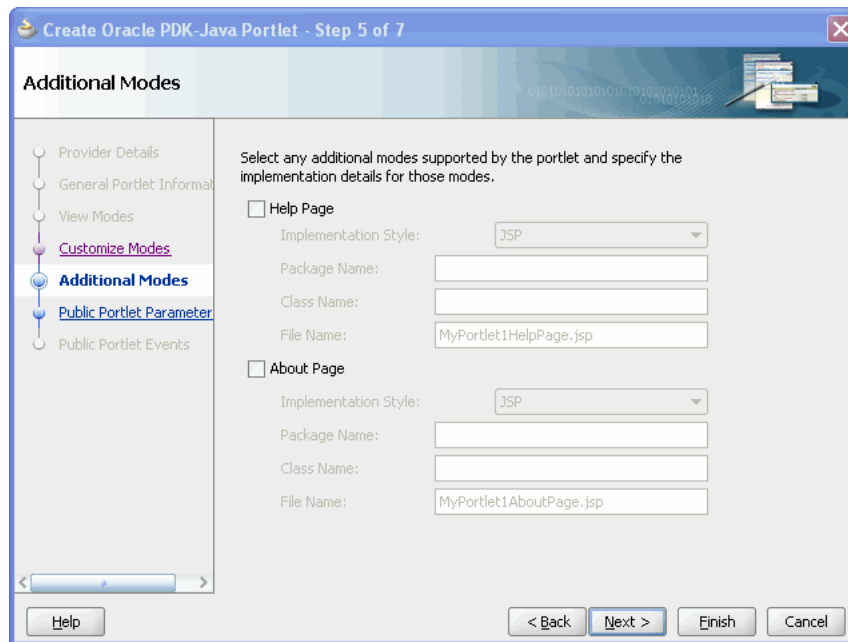 Create Oracle PDK-Java Portlet - Step 5 of 7
Additional Modes
0101010101010101010101010101
01010101010
Provider Details
General Portlet Informat
View Modes
Customize Modes
Additional Modes
Public Portlet Parameter
Public Portlet Events
Select any additional modes supported by the portlet and specify the
implementation details for those modes.
Help Page
Implementation Style: JSP
Package Name:
Class Name:
File Name: MyPortlet1HelpPage.jsp
About Page
Implementation Style: JSP
Package Name:
Class Name:
File Name: MyPortlet1AboutPage.jsp
Help < Back Next > Finish Cancel